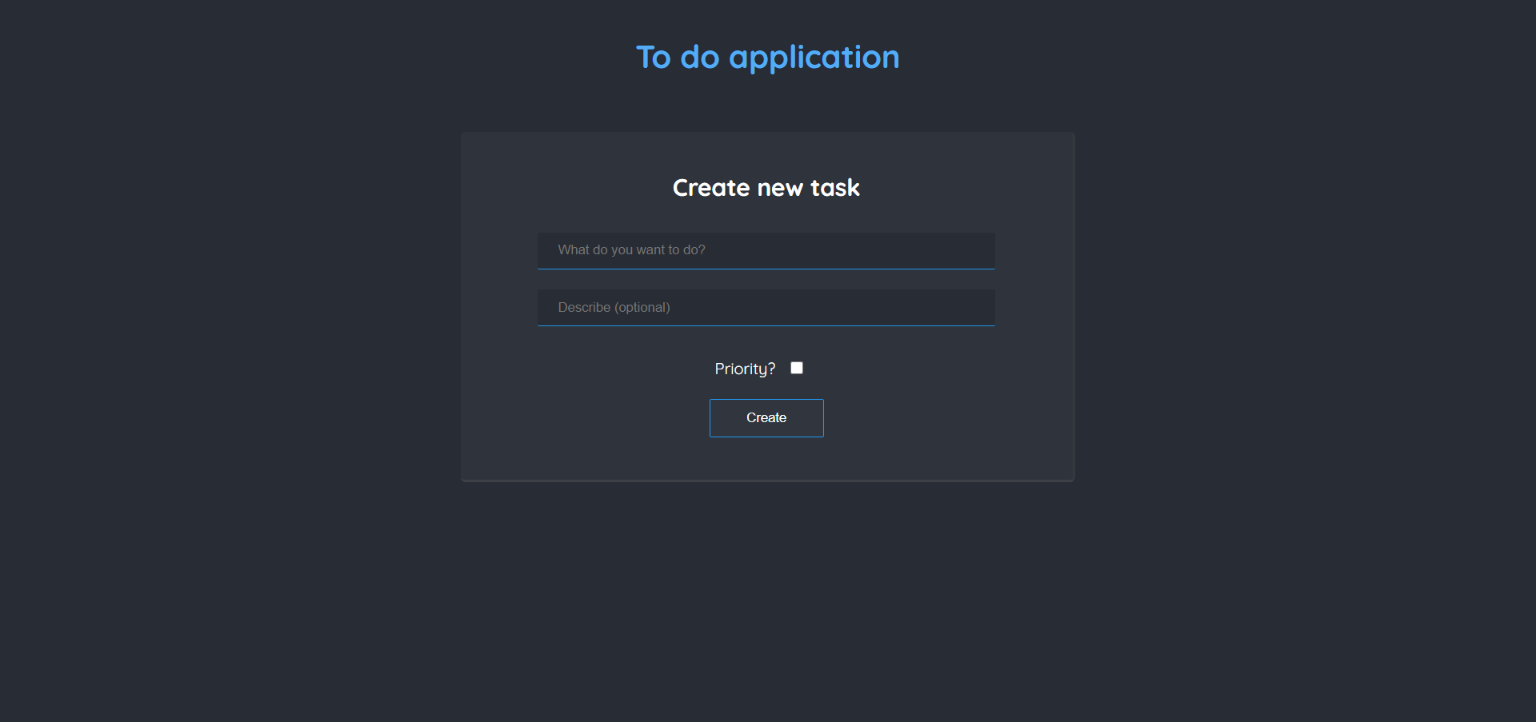 To do application
Create new task
What do you want to do?
Describe (optional)
Priority?
Create